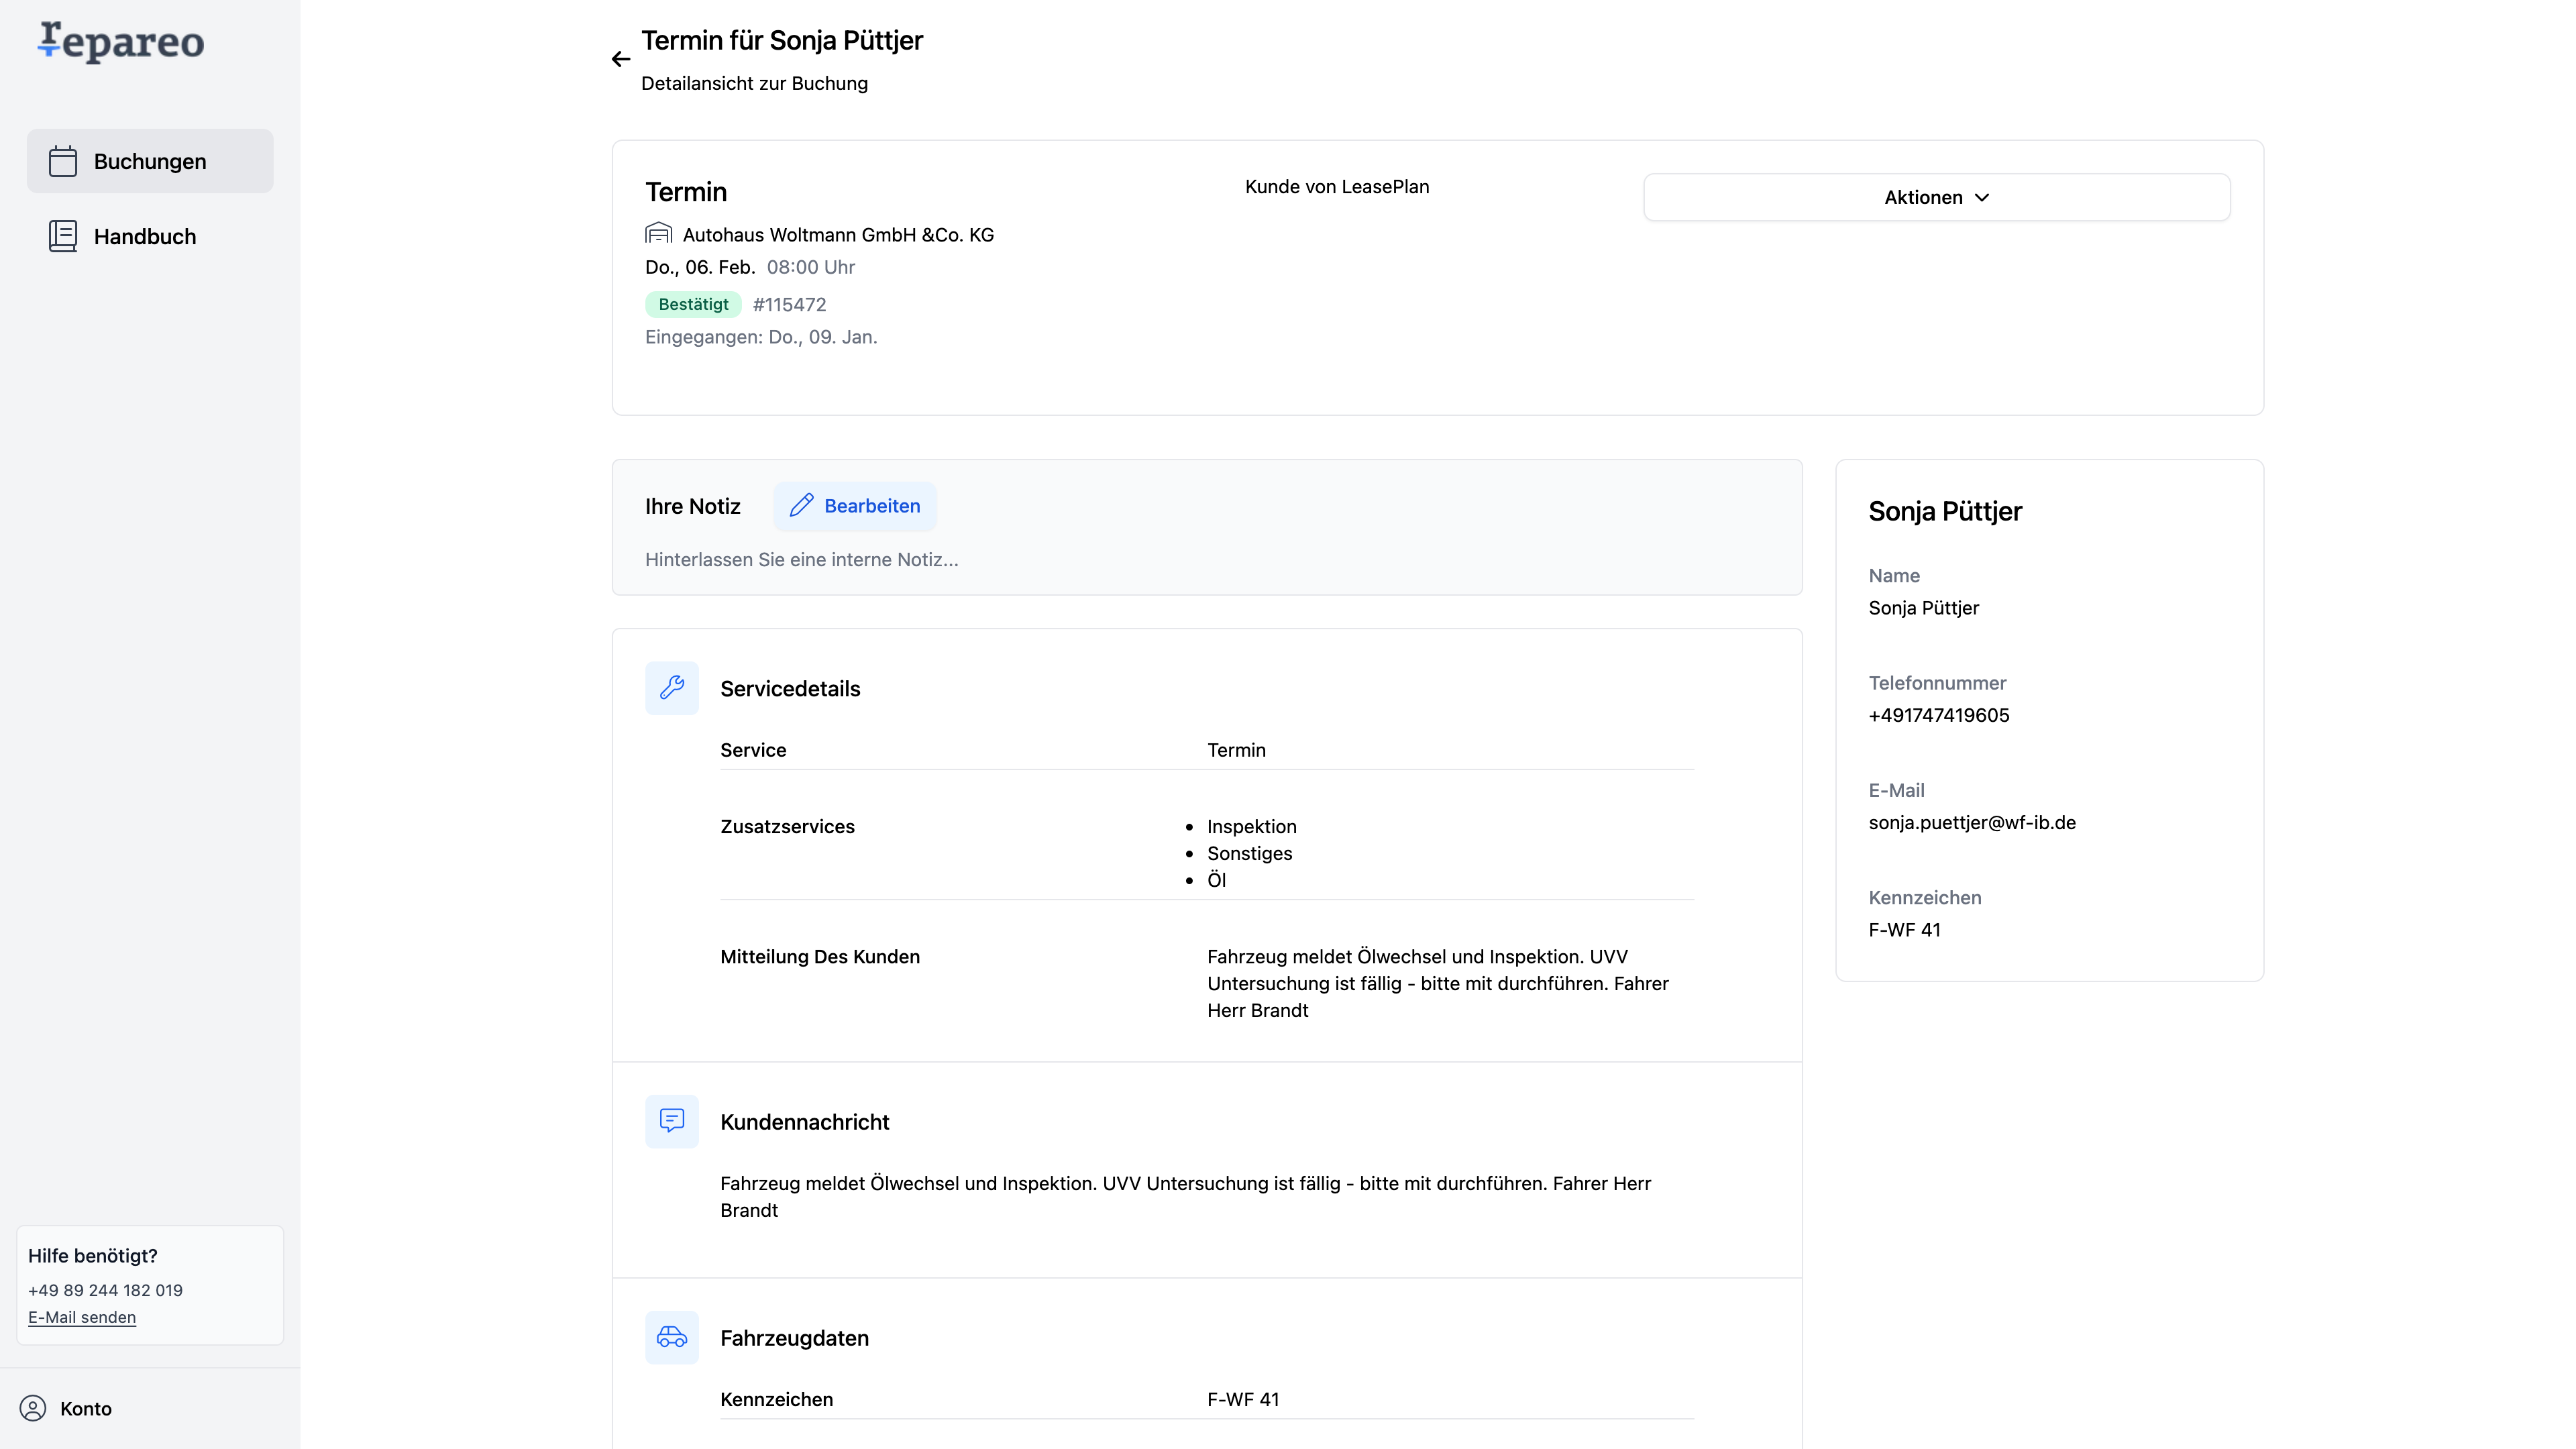 repareo
Buchungen
Handbuch
Hilfe benötigt?
+49 89 244 182 019
E-Mail senden
Konto
Termin für Sonja Püttjer
Detailansicht zur Buchung
Termin
Autohaus Woltmann GmbH &Co. KG
Do., 06. Feb. 08:00 Uhr
Bestätigt #115472
Eingegangen: Do., 09. Jan.
Kunde von LeasePlan
Aktionen
Ihre Notiz Bearbeiten
Hinterlassen Sie eine interne Notiz...
Servicedetails
Service Termin
Zusatzservices
Inspektion
Sonstiges
Öl
Mitteilung Des Kunden
Fahrzeug meldet Ölwechsel und Inspektion. UVV
Untersuchung ist fällig - bitte mit durchführen. Fahrer
Herr Brandt
Kundennachricht
Fahrzeug meldet Ölwechsel und Inspektion. UVV Untersuchung ist fällig - bitte mit durchführen. Fahrer Herr
Brandt
Fahrzeugdaten
Kennzeichen F-WF 41
Sonja Püttjer
Name
Sonja Püttjer
Telefonnummer
+491747419605
E-Mail
sonja.puettjer@wf-ib.de
Kennzeichen
F-WF 41